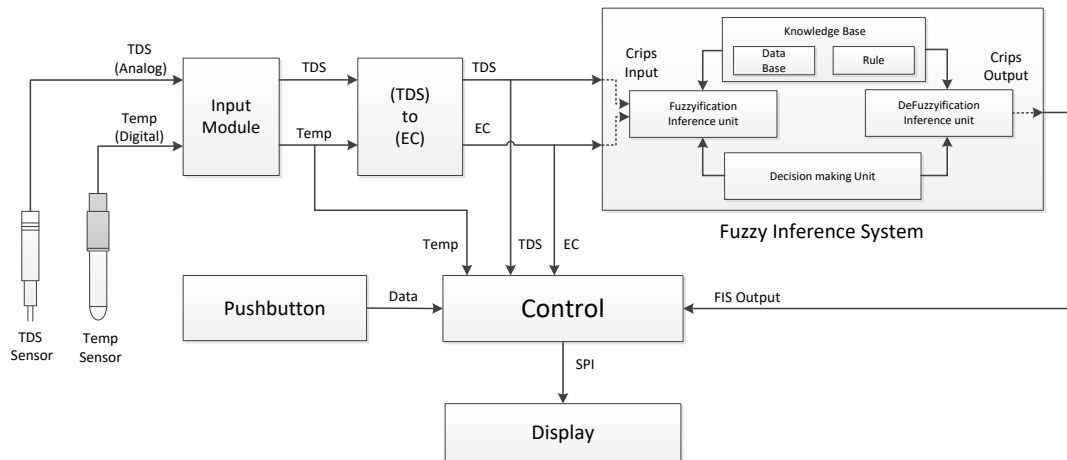 TDS
(Analog)
Temp
(Digital)
TDS
Sensor
Temp
Sensor
Input
Module
TDS
Temp
(TDS)
to
(EC)
TDS
EC
Crips
Input
Knowledge Base
Data
Base
Rule
Crips
Output
Fuzzyification
Inference unit
DeFuzzyification
Inference unit
Decision making Unit
Fuzzy Inference System
Temp
TDS
EC
Pushbutton
Data
Control
FIS Output
SPI
Display